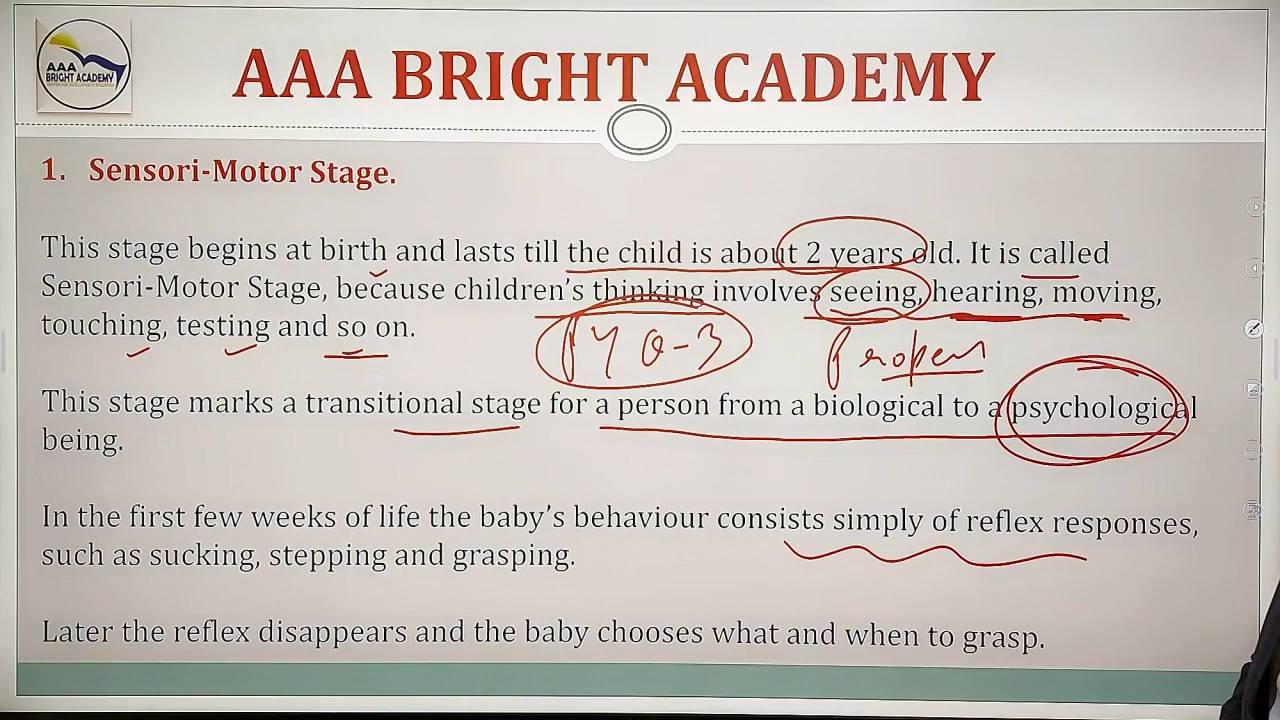 AAA
BRIGHT ACADEMY
AAA BRIGHT ACADEMY
1. Sensori-Motor Stage.
This stage begins at birth and lasts till the child is about 2 years old. It is called
Sensori-Motor Stage, because children's thinking involves seeing, hearing, moving,
touching, testing and so on.
PYQ-3
This stage marks a transitional stage for a person from a biological to a psychological
being.
In the first few weeks of life the baby's behaviour consists simply of reflex responses,
such as sucking, stepping and grasping.
Later the reflex disappears and the baby chooses what and when to grasp.